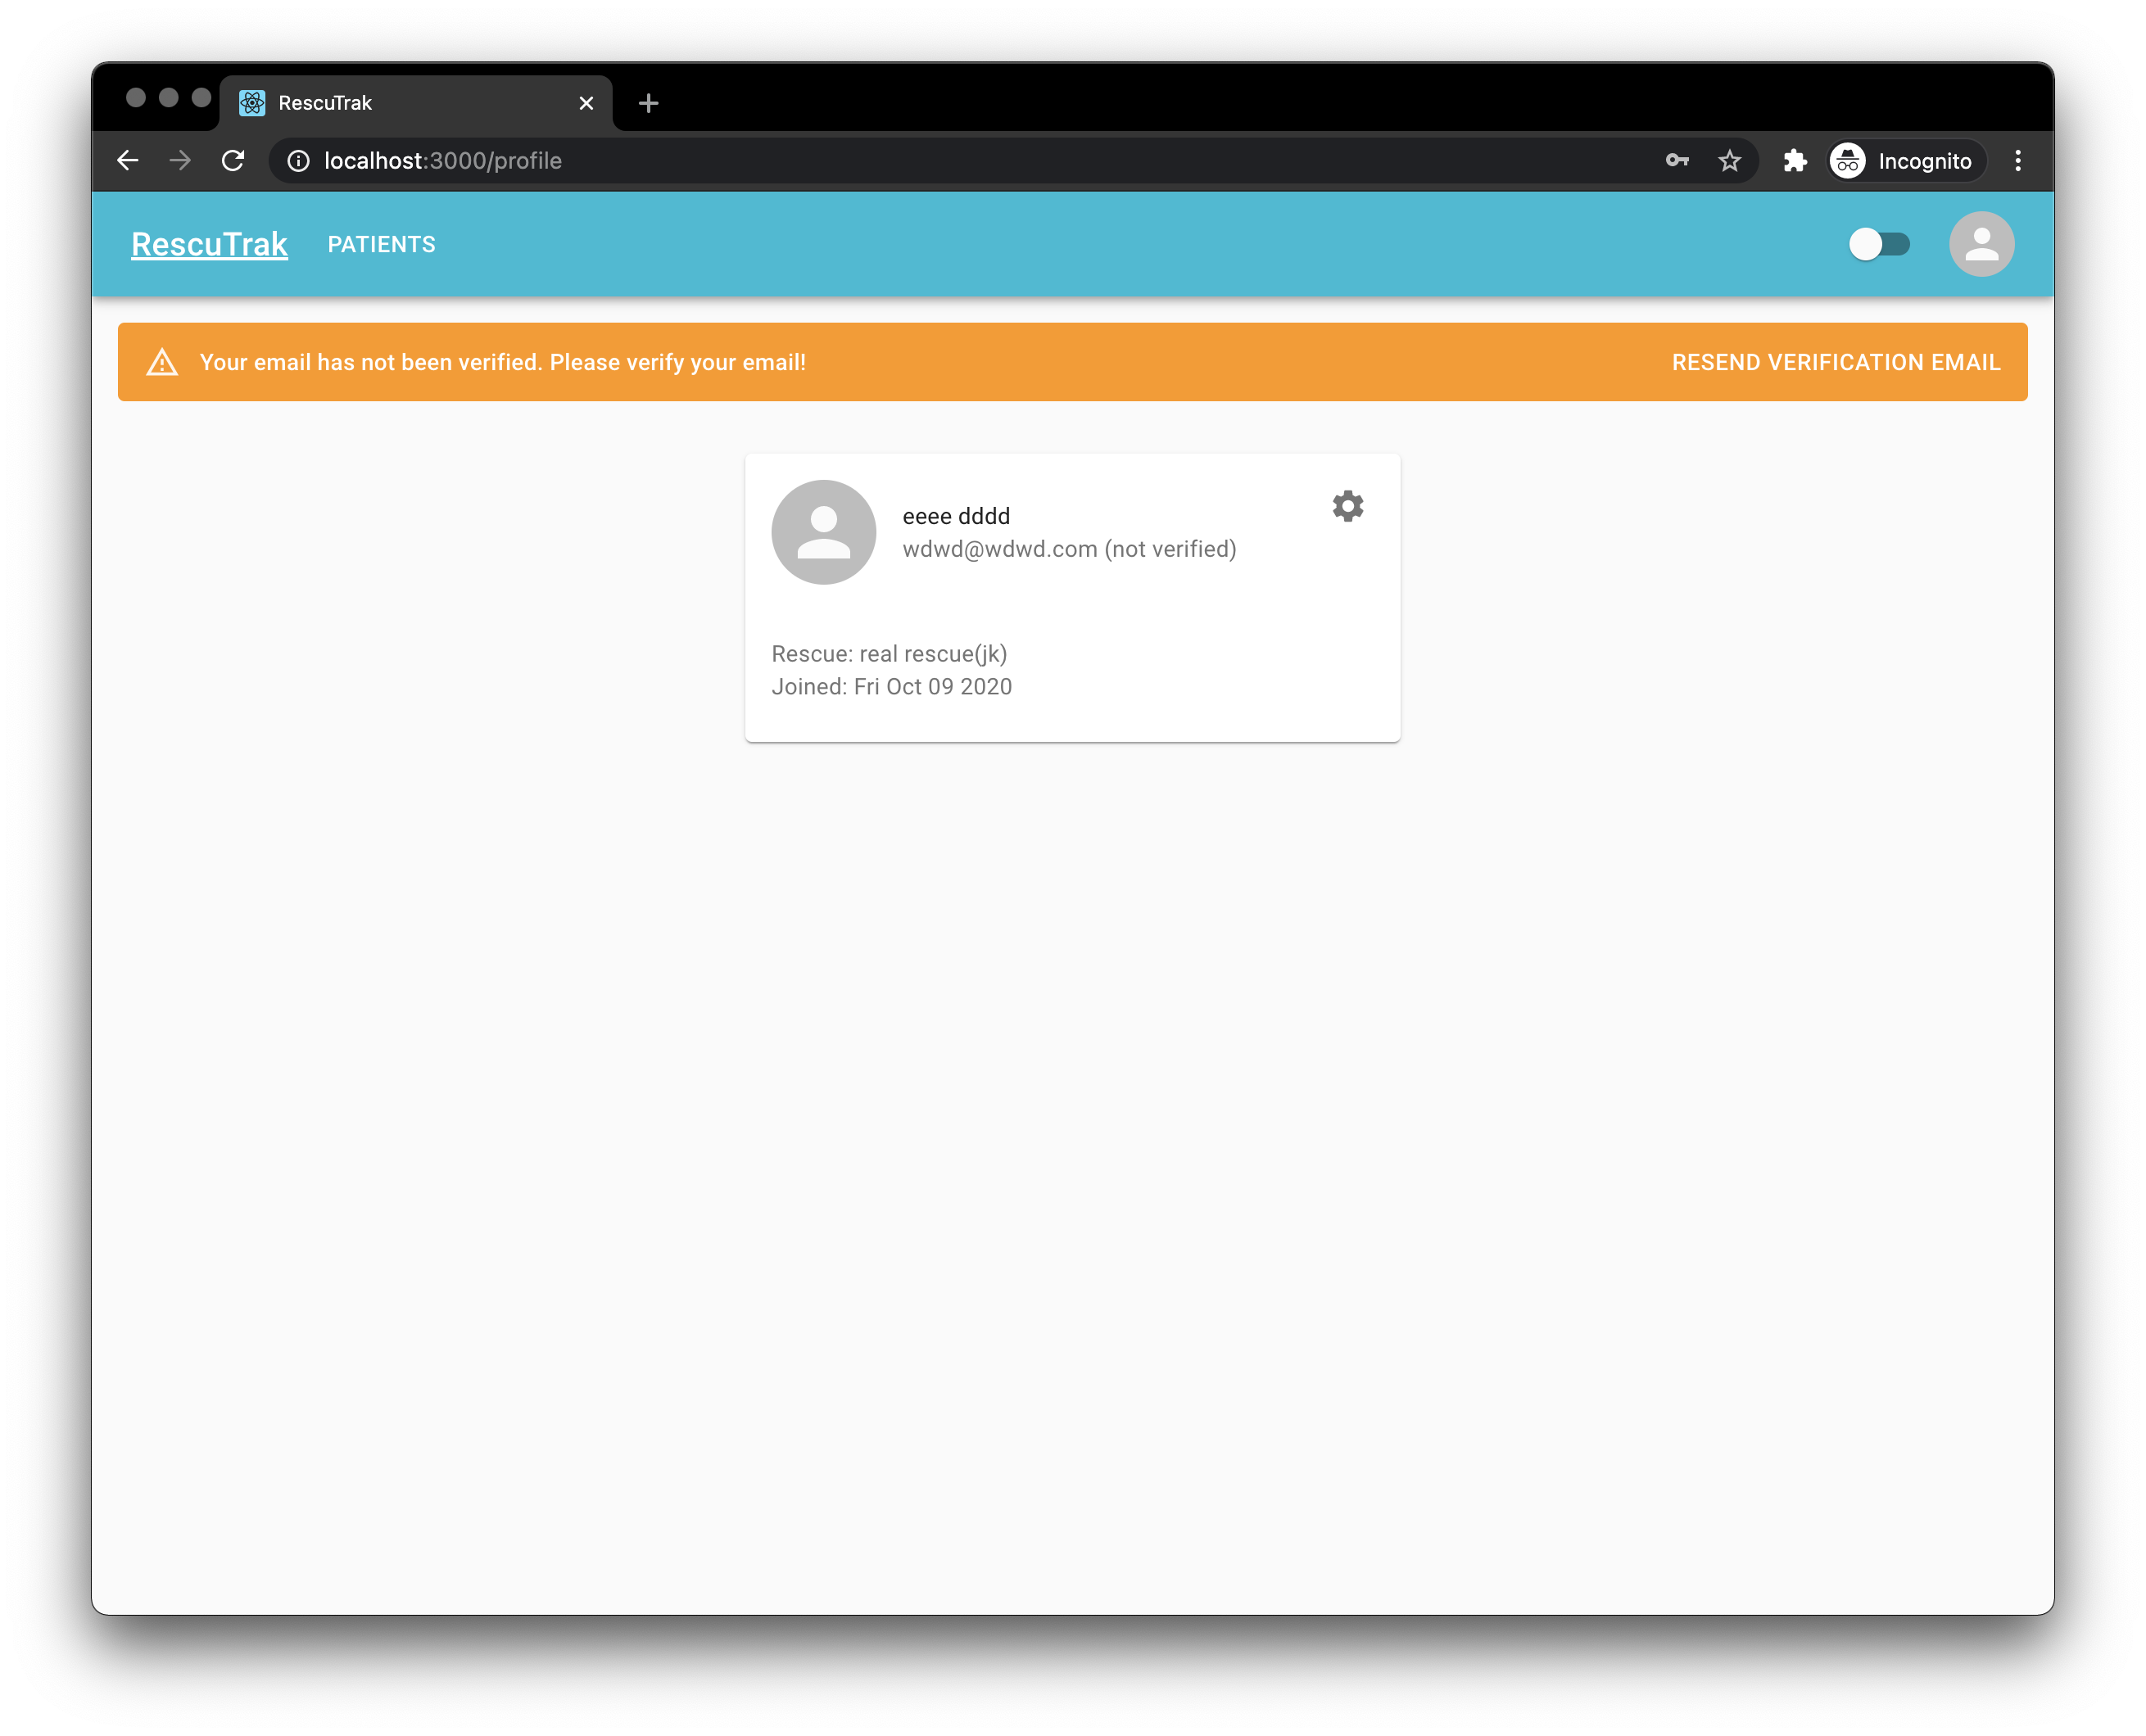 RescuTrak
localhost:3000/profile
Incognito
RescuTrak PATIENTS
Your email has not been verified. Please verify your email! RESEND VERIFICATION EMAIL
eeee dddd
wdwd@wdwd.com (not verified)
Rescue: real rescue(jk)
Joined: Fri Oct 09 2020